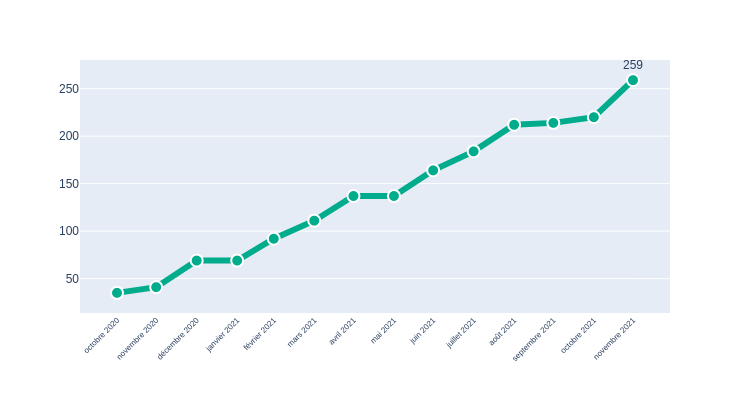 259
250
200
150
100
50
octobre 2020
novembre 2020
décembre 2020
janvier 2021
février 2021
mars 2021
avril 2021
mai 2021
juin 2021
juillet 2021
août 2021
septembre 2021
octobre 2021
novembre 2021